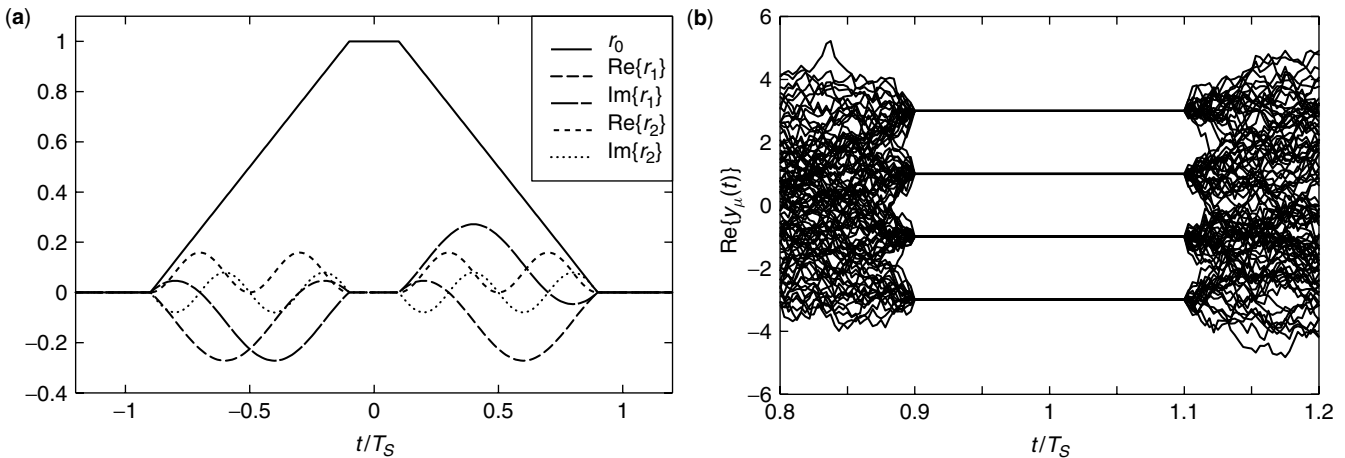 (a)
1
0.8
0.6
0.4
0.2
0
−0.2
−0.4
−1
−0.5
0
0.5
1
t/T_S
r_0
Re{r_1}
Im{r_1}
Re{r_2}
Im{r_2}
(b)
6
4
2
0
−2
−4
−6
Re{y_μ(t)}
0.8
0.9
1
1.1
1.2
t/T_S